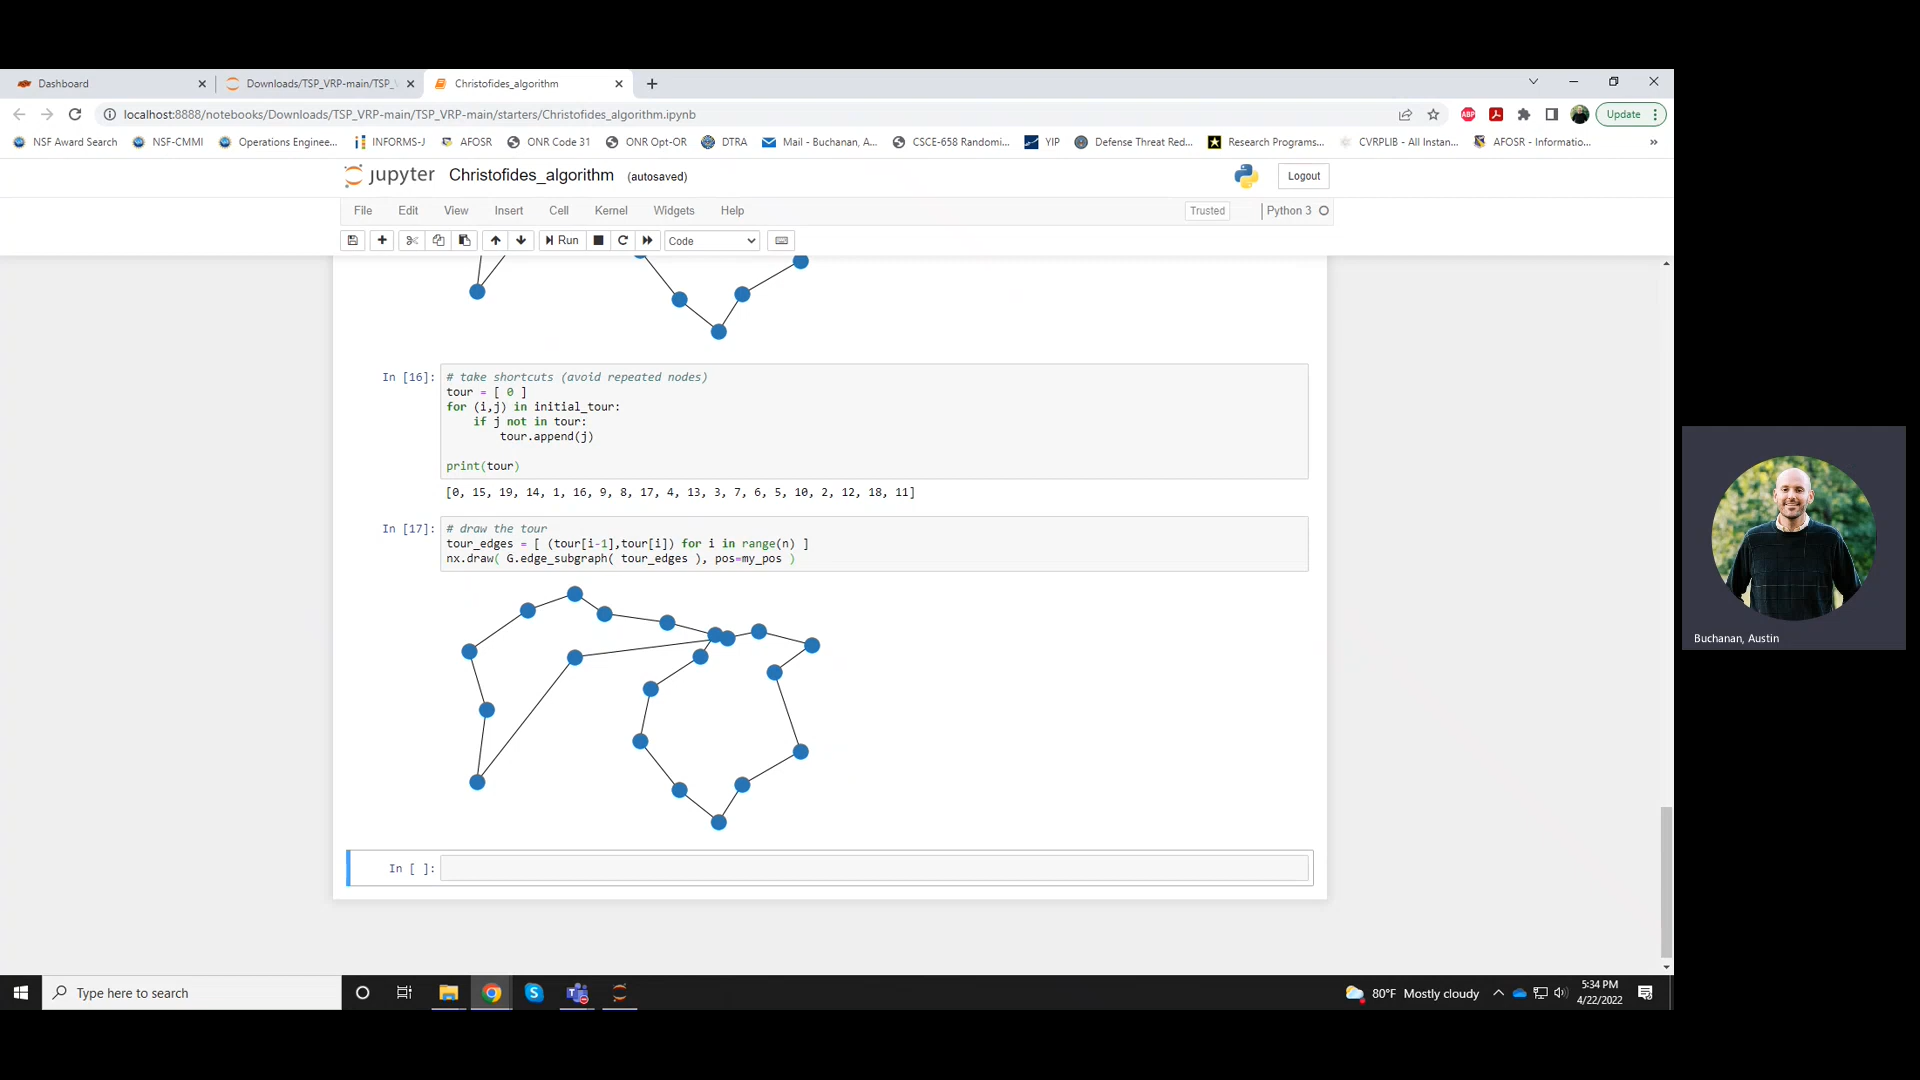 Dashboard
Downloads/TSP_VRP-main/TSP_
Christofides_algorithm
localhost:8888/notebooks/Downloads/TSP_VRP-main/TSP_VRP-main/starters/Christofides_algorithm.ipynb
ABP
Update
NSF Award Search
NSF-CMMI
Operations Enginee...
INFORMS-J
AFOSR
ONR Code 31
ONR Opt-OR
DTRA
Mail - Buchanan, A...
CSCE-658 Randomi...
YIP
Defense Threat Red...
Research Programs...
CVRPLIB - All Instan...
AFOSR - Informatio...
»
jupyter
Christofides_algorithm
(autosaved)
Logout
File Edit View Insert Cell Kernel Widgets Help
Trusted
Python 3
Run
Code
In [16]:
# take shortcuts (avoid repeated nodes)
tour = [ 0 ]
for (i,j) in initial_tour:
if j not in tour:
tour.append(j)
print(tour)
[0, 15, 19, 14, 1, 16, 9, 8, 17, 4, 13, 3, 7, 6, 5, 10, 2, 12, 18, 11]
In [17]:
# draw the tour
tour_edges = [ (tour[i-1],tour[i]) for i in range(n) ]
nx.draw( G.edge_subgraph( tour_edges ), pos=my_pos )
In [ ]:
Buchanan, Austin
Type here to search
80°F Mostly cloudy
5:34 PM
4/22/2022